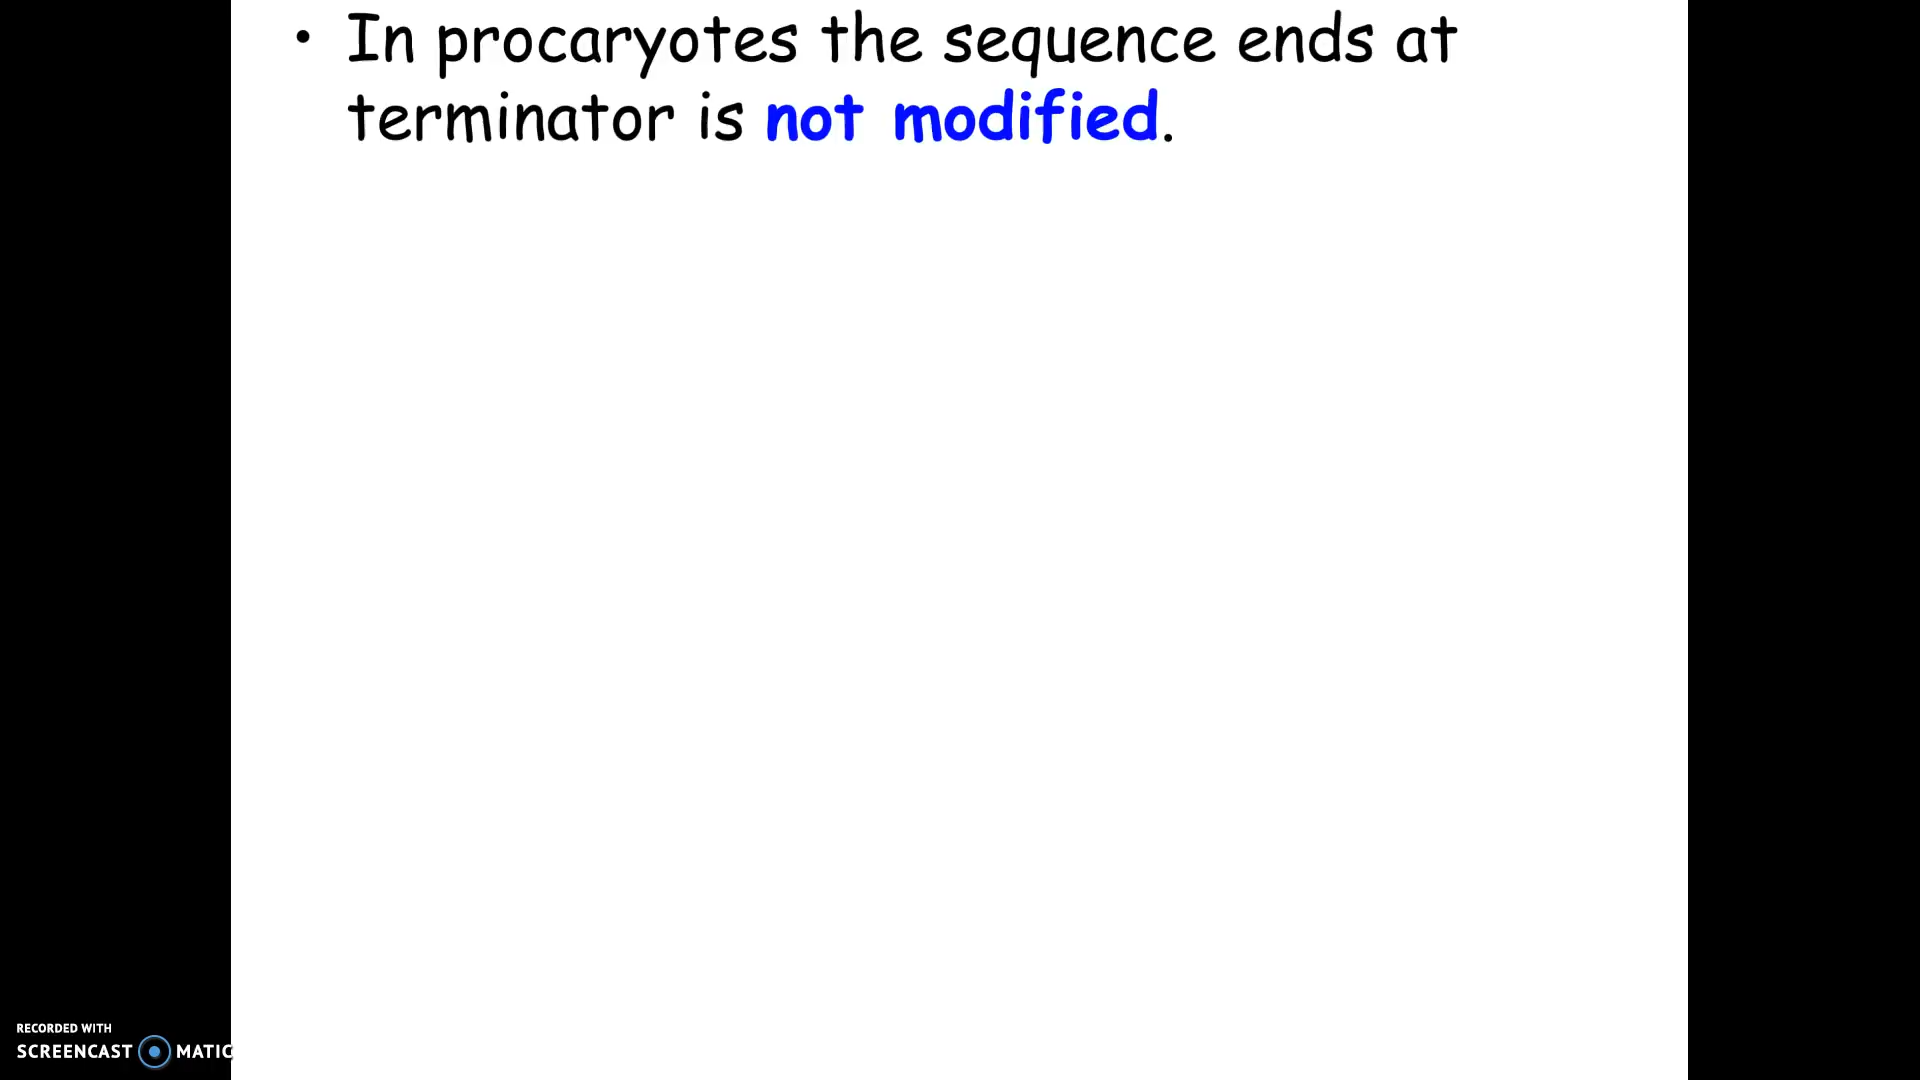 • In procaryotes the sequence ends at
terminator is not modified.
RECORDED WITH
SCREENCAST MATIC